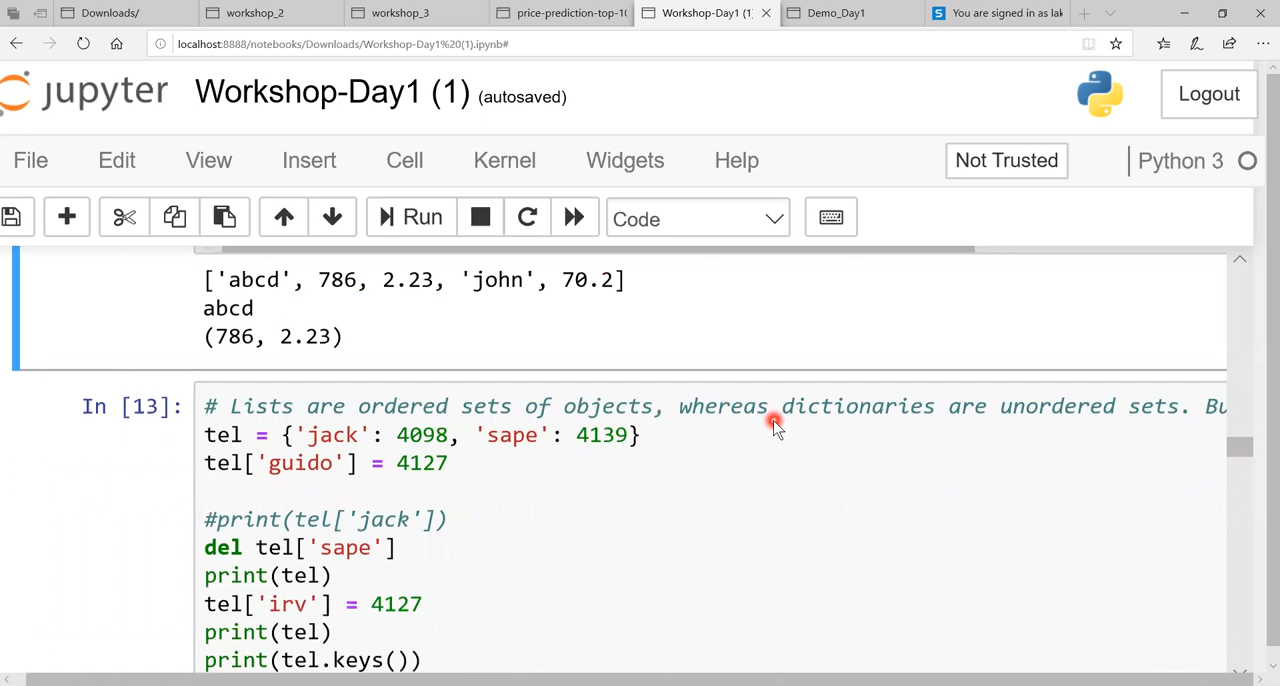 Downloads/
workshop_2
workshop_3
price-prediction-top-10
Workshop-Day1 (1)
Demo_Day1
S You are signed in as lak
localhost:8888/notebooks/Downloads/Workshop-Day1%20(1).ipynb#
jupyter Workshop-Day1 (1) (autosaved)
Logout
File Edit View Insert Cell Kernel Widgets Help
Not Trusted
Python 3
Run
Code
['abcd', 786, 2.23, 'john', 70.2]
abcd
(786, 2.23)
In [13]:
# Lists are ordered sets of objects, whereas dictionaries are unordered sets. Bu
tel = {'jack': 4098, 'sape': 4139}
tel['guido'] = 4127
#print(tel['jack'])
del tel['sape']
print(tel)
tel['irv'] = 4127
print(tel)
print(tel.keys())